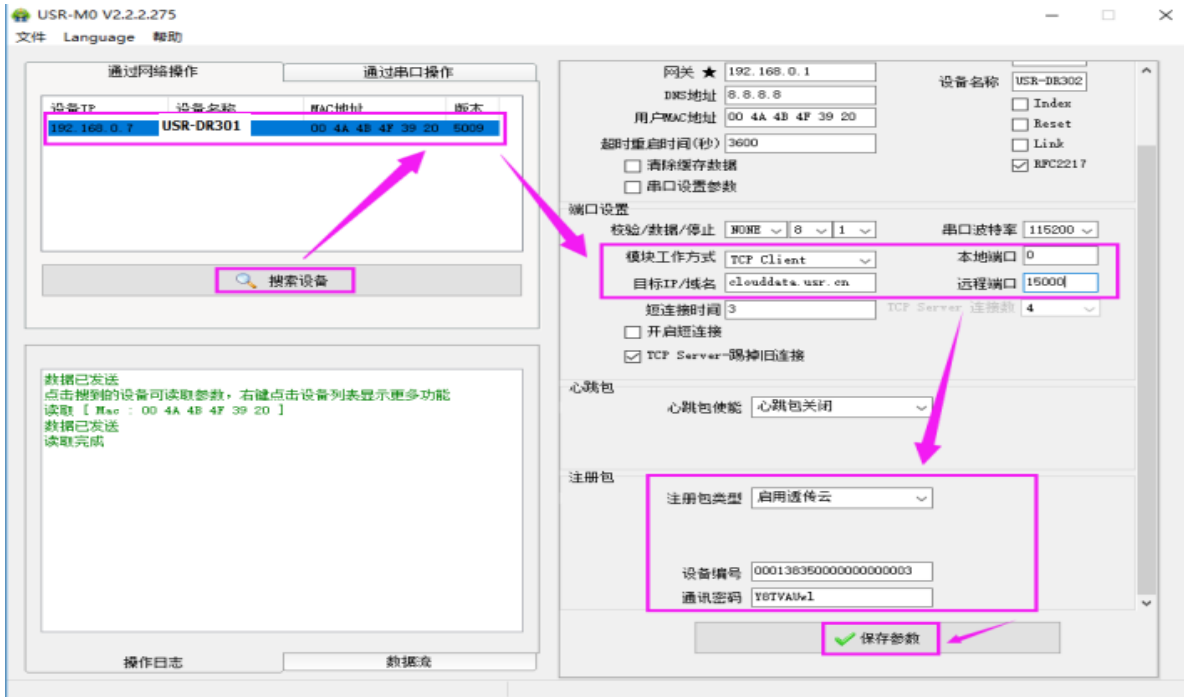 USR-M0 V2.2.2.275
文件 Language 帮助
通过网络操作 通过串口操作
设备IP 设备名称 MAC地址 版本
192.168.0.7 USR-DR301 00 4A 4B 4F 39 20 5009
搜索设备
数据已发送
点击搜到的设备可读取参数，右键点击设备列表显示更多功能
读取 [ Mac : 00 4A 4B 4F 39 20 ]
数据已发送
读取完成
操作日志 数据流
网关 ★ 192.168.0.1
设备名称 USR-DR302
DNS地址 8.8.8.8
Index
用户MAC地址 00 4A 4B 4F 39 20
Reset
超时重启时间(秒) 3600
Link
清除缓存数据
RFC2217
串口设置参数
端口设置
校验/数据/停止 NONE 8 1 串口波特率 115200
模块工作方式 TCP Client 本地端口 0
目标IP/域名 clouddata.usr.cn 远程端口 15000
短连接时间 3 TCP Server 连接数 4
开启短连接
TCP Server-踢掉旧连接
心跳包
心跳包使能 心跳包关闭
注册包
注册包类型 启用透传云
设备编号 00013835000000000003
通讯密码 Y8TVAUwl
保存参数